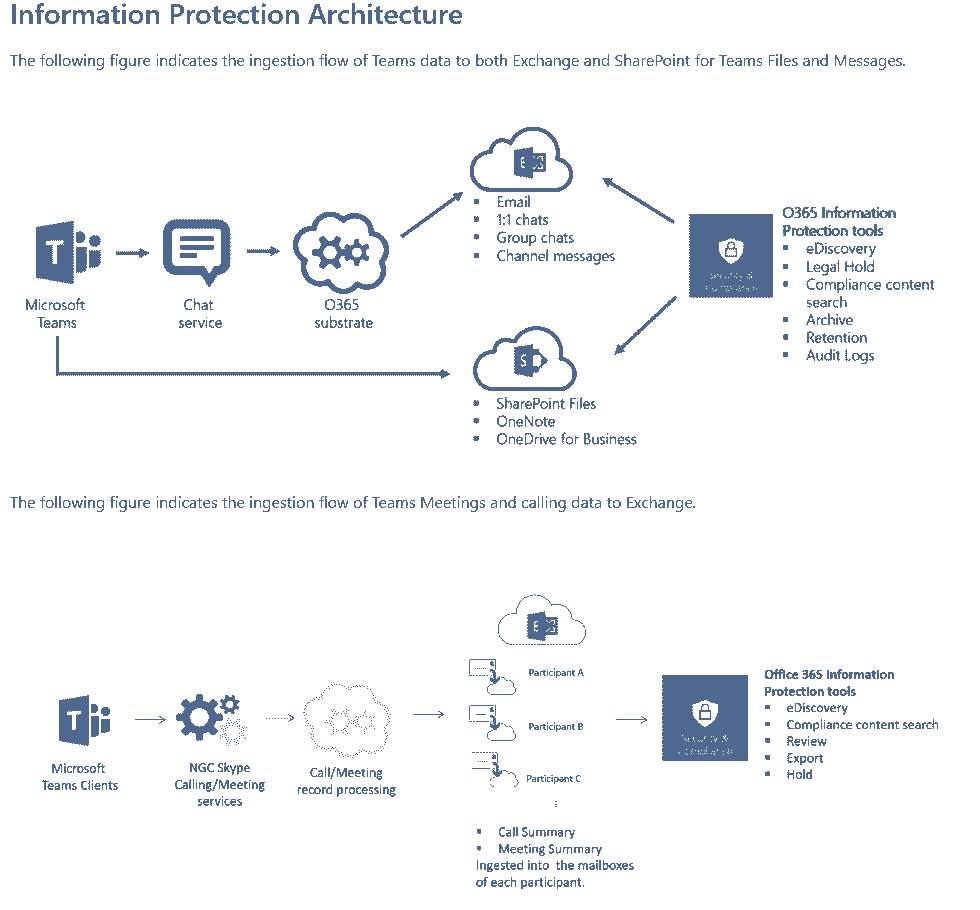 Information Protection Architecture
The following figure indicates the ingestion flow of Teams data to both Exchange and SharePoint for Teams Files and Messages.
T
Microsoft
Teams
Chat
service
O365
substrate
E
Email
1:1 chats
Group chats
Channel messages
S
SharePoint Files
OneNote
OneDrive for Business
Security &
Compliance
O365 Information
Protection tools
eDiscovery
Legal Hold
Compliance content
search
Archive
Retention
Audit Logs
The following figure indicates the ingestion flow of Teams Meetings and calling data to Exchange.
T
Microsoft
Teams Clients
NGC Skype
Calling/Meeting
services
Call/Meeting
record processing
E
Participant A
Participant B
Participant C
Call Summary
Meeting Summary
Ingested into the mailboxes
of each participant.
Security &
Compliance
Office 365 Information
Protection tools
eDiscovery
Compliance content search
Review
Export
Hold